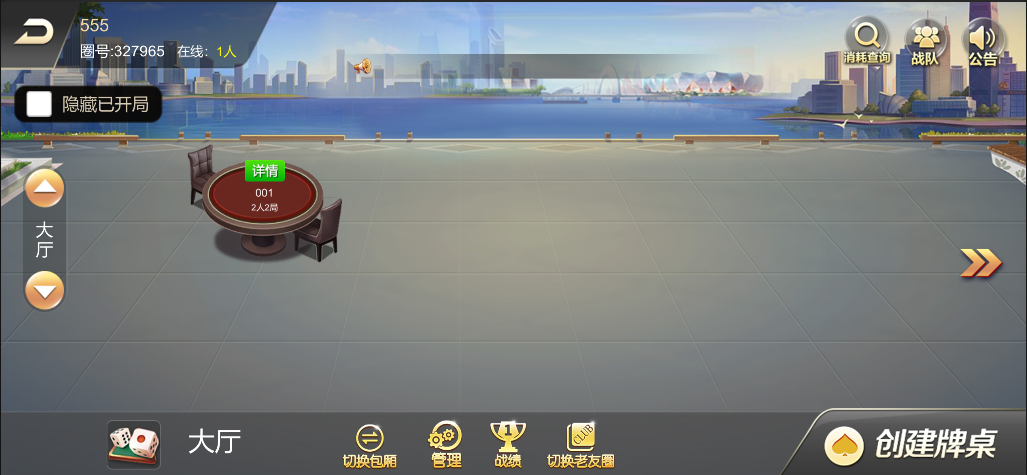 555
圈号:327965 在线: 1人
消耗查询
战队
公告
隐藏已开局
详情
001
2人2局
大厅
大厅
切换包厢
管理
1
战绩
CLUB
切换老友圈
创建牌桌